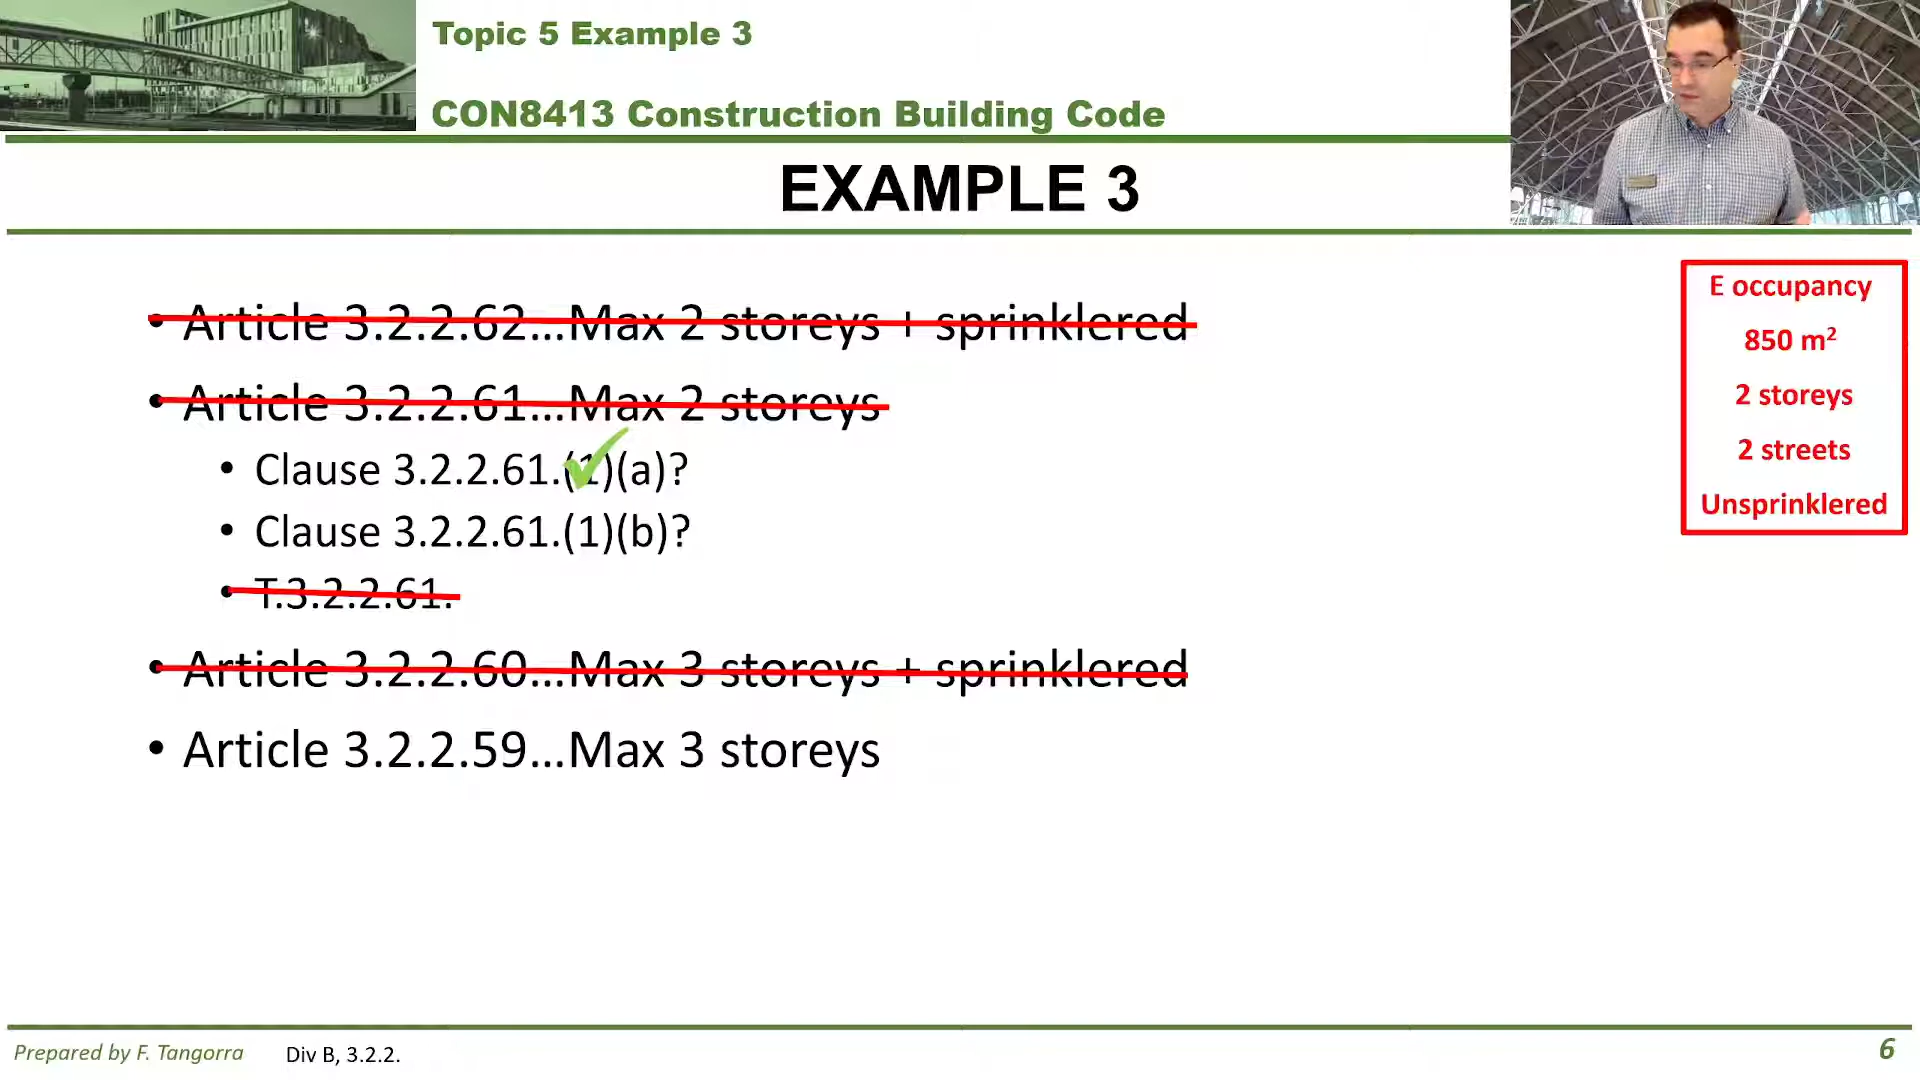 Topic 5 Example 3
CON8413 Construction Building Code
EXAMPLE 3
• Article 3.2.2.62...Max 2 storeys + sprinklered
• Article 3.2.2.61...Max 2 storeys
• Clause 3.2.2.61.(1)(a)?
• Clause 3.2.2.61.(1)(b)?
• T.3.2.2.61.
• Article 3.2.2.60...Max 3 storeys + sprinklered
• Article 3.2.2.59...Max 3 storeys
E occupancy
850 m²
2 storeys
2 streets
Unsprinklered
Prepared by F. Tangorra
Div B, 3.2.2.
6